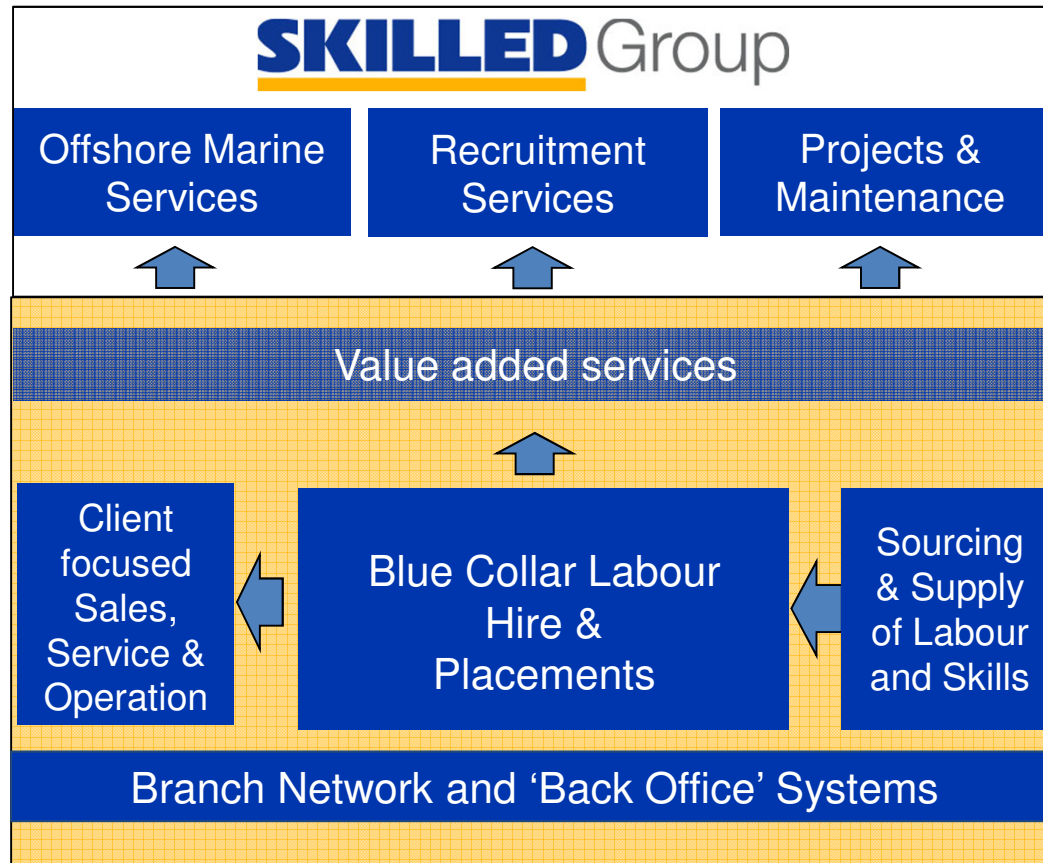 SKILLED Group
Offshore Marine
Services
Recruitment
Services
Projects &
Maintenance
Value added services
Client
focused
Sales,
Service &
Operation
Blue Collar Labour
Hire &
Placements
Sourcing
& Supply
of Labour
and Skills
Branch Network and ‘Back Office’ Systems